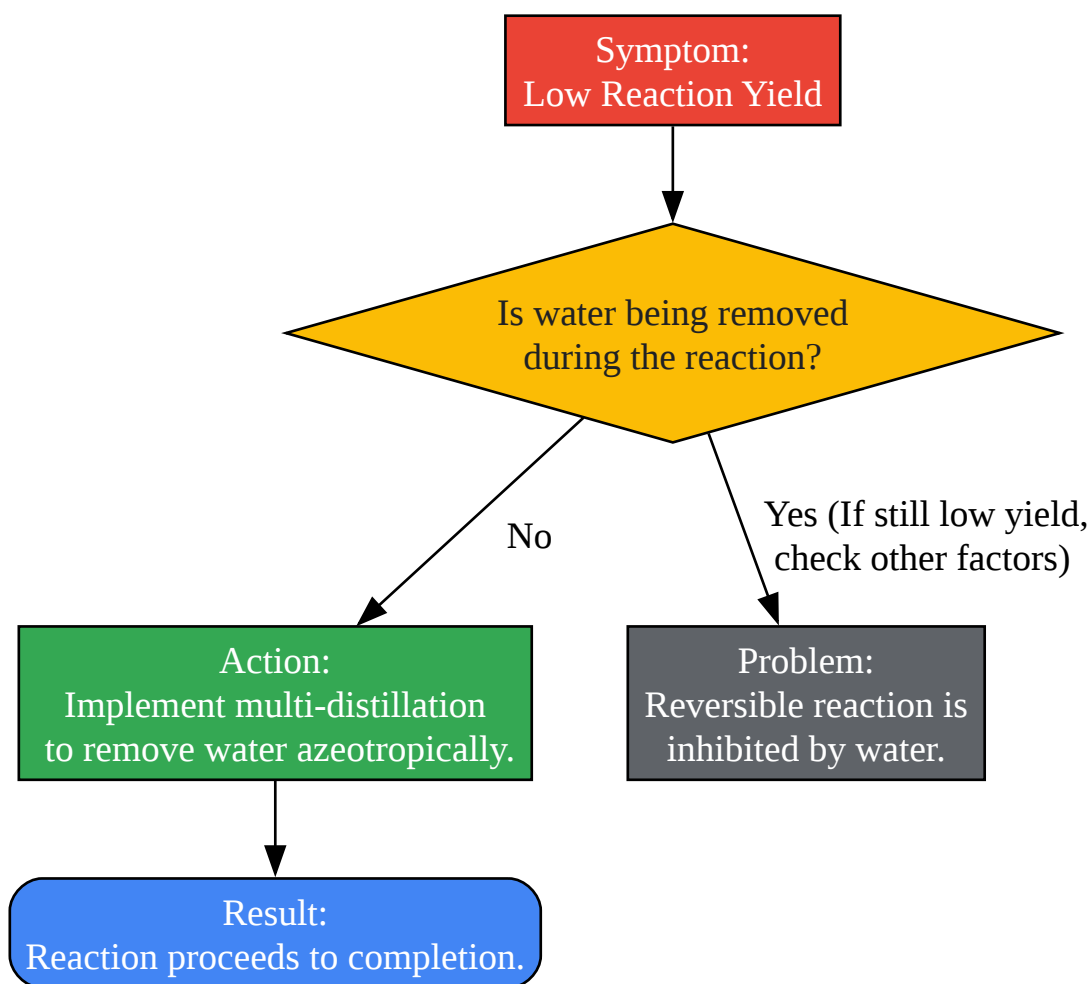 Symptom:
Low Reaction Yield
Is water being removed
during the reaction?
No
Yes (If still low yield,
check other factors)
Action:
Implement multi-distillation
to remove water azeotropically.
Problem:
Reversible reaction is
inhibited by water.
Result:
Reaction proceeds to completion.